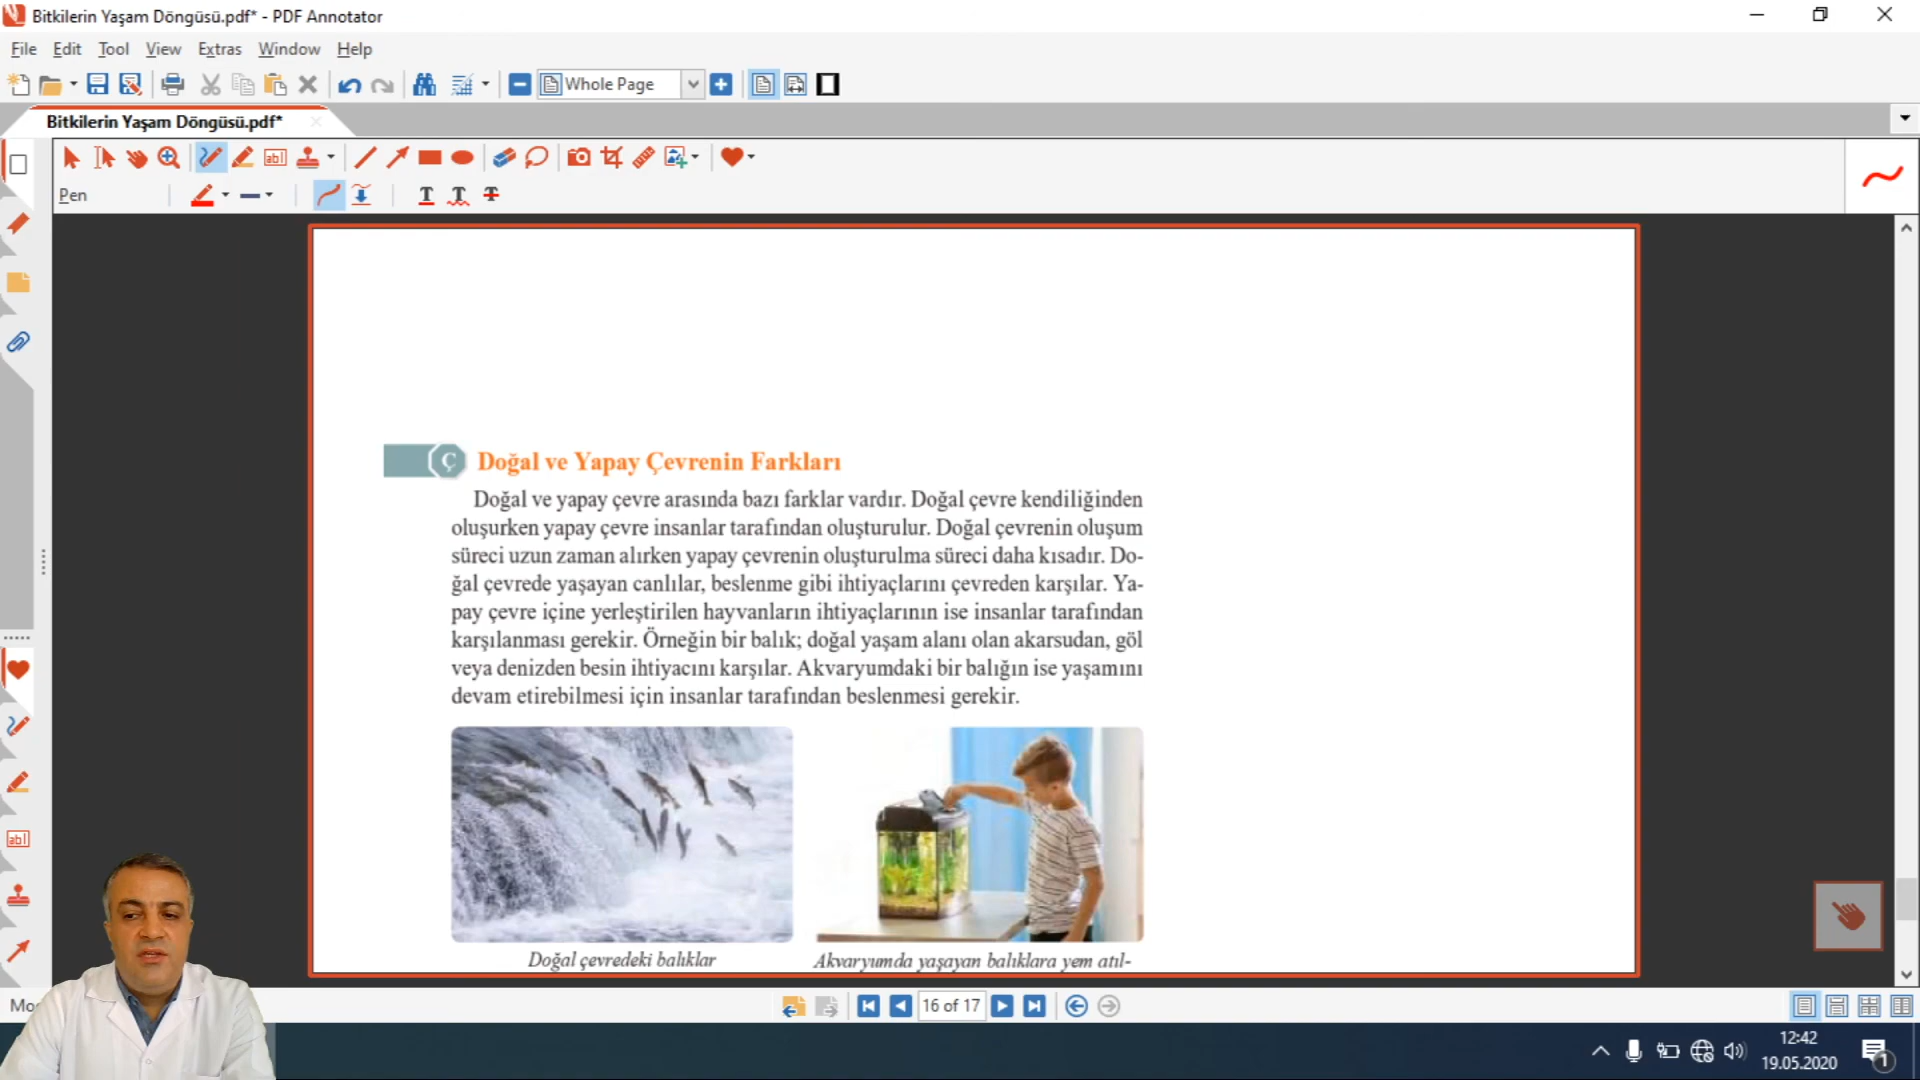 Bitkilerin Yaşam Döngüsü.pdf* - PDF Annotator
File Edit Tool View Extras Window Help
Whole Page
Bitkilerin Yaşam Döngüsü.pdf*
Pen
Ç Doğal ve Yapay Çevrenin Farkları
Doğal ve yapay çevre arasında bazı farklar vardır. Doğal çevre kendiliğinden
oluşurken yapay çevre insanlar tarafından oluşturulur. Doğal çevrenin oluşum
süreci uzun zaman alırken yapay çevrenin oluşturulma süreci daha kısadır. Do-
ğal çevrede yaşayan canlılar, beslenme gibi ihtiyaçlarını çevreden karşılar. Ya-
pay çevre içine yerleştirilen hayvanların ihtiyaçlarının ise insanlar tarafından
karşılanması gerekir. Örneğin bir balık; doğal yaşam alanı olan akarsudan, göl
veya denizden besin ihtiyacını karşılar. Akvaryumdaki bir balığın ise yaşamını
devam etirebilmesi için insanlar tarafından beslenmesi gerekir.
Doğal çevredeki balıklar
Akvaryumda yaşayan balıklara yem atıl-
16 of 17
12:42
19.05.2020
1